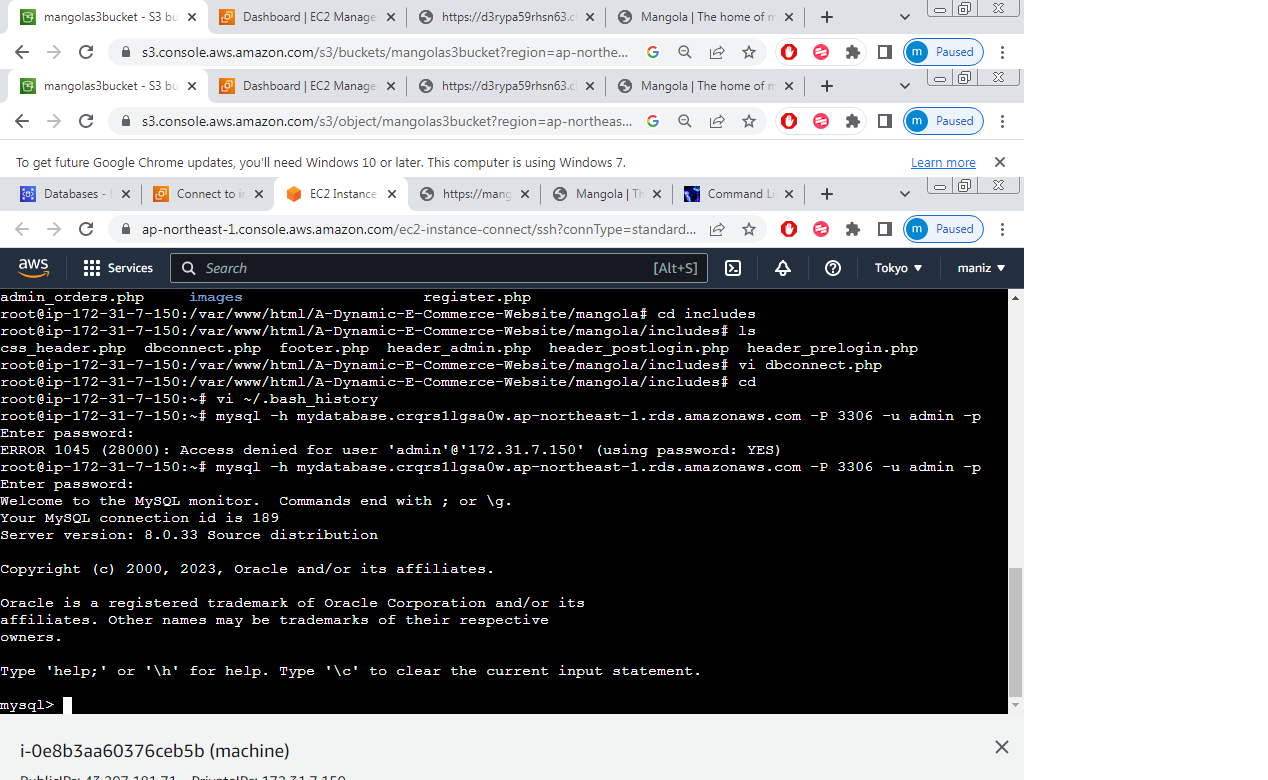 mangolas3bucket - S3 bu
Dashboard | EC2 Manage
https://d3rypa59rhsn63.cl
Mangola | The home of m
s3.console.aws.amazon.com/s3/buckets/mangolas3bucket?region=ap-northe...
m Paused
mangolas3bucket - S3 bu
Dashboard | EC2 Manage
https://d3rypa59rhsn63.cl
Mangola | The home of m
s3.console.aws.amazon.com/s3/object/mangolas3bucket?region=ap-northeas...
m Paused
To get future Google Chrome updates, you'll need Windows 10 or later. This computer is using Windows 7.
Learn more
Databases -
Connect to in
EC2 Instance
https://mang
Mangola | Th
Command Li
ap-northeast-1.console.aws.amazon.com/ec2-instance-connect/ssh?connType=standard...
m Paused
aws Services Search [Alt+S] Tokyo maniz
admin_orders.php images register.php
root@ip-172-31-7-150:/var/www/html/A-Dynamic-E-Commerce-Website/mangola# cd includes
root@ip-172-31-7-150:/var/www/html/A-Dynamic-E-Commerce-Website/mangola/includes# ls
css_header.php dbconnect.php footer.php header_admin.php header_postlogin.php header_prelogin.php
root@ip-172-31-7-150:/var/www/html/A-Dynamic-E-Commerce-Website/mangola/includes# vi dbconnect.php
root@ip-172-31-7-150:/var/www/html/A-Dynamic-E-Commerce-Website/mangola/includes# cd
root@ip-172-31-7-150:~# vi ~/.bash_history
root@ip-172-31-7-150:~# mysql -h mydatabase.crqrs1lgsa0w.ap-northeast-1.rds.amazonaws.com -P 3306 -u admin -p
Enter password:
ERROR 1045 (28000): Access denied for user 'admin'@'172.31.7.150' (using password: YES)
root@ip-172-31-7-150:~# mysql -h mydatabase.crqrs1lgsa0w.ap-northeast-1.rds.amazonaws.com -P 3306 -u admin -p
Enter password:
Welcome to the MySQL monitor. Commands end with ; or \g.
Your MySQL connection id is 189
Server version: 8.0.33 Source distribution
Copyright (c) 2000, 2023, Oracle and/or its affiliates.
Oracle is a registered trademark of Oracle Corporation and/or its
affiliates. Other names may be trademarks of their respective
owners.
Type 'help;' or '\h' for help. Type '\c' to clear the current input statement.
mysql>
i-0e8b3aa60376ceb5b (machine)
PublicIPs: 43.207.181.71 PrivateIPs: 172.31.7.150